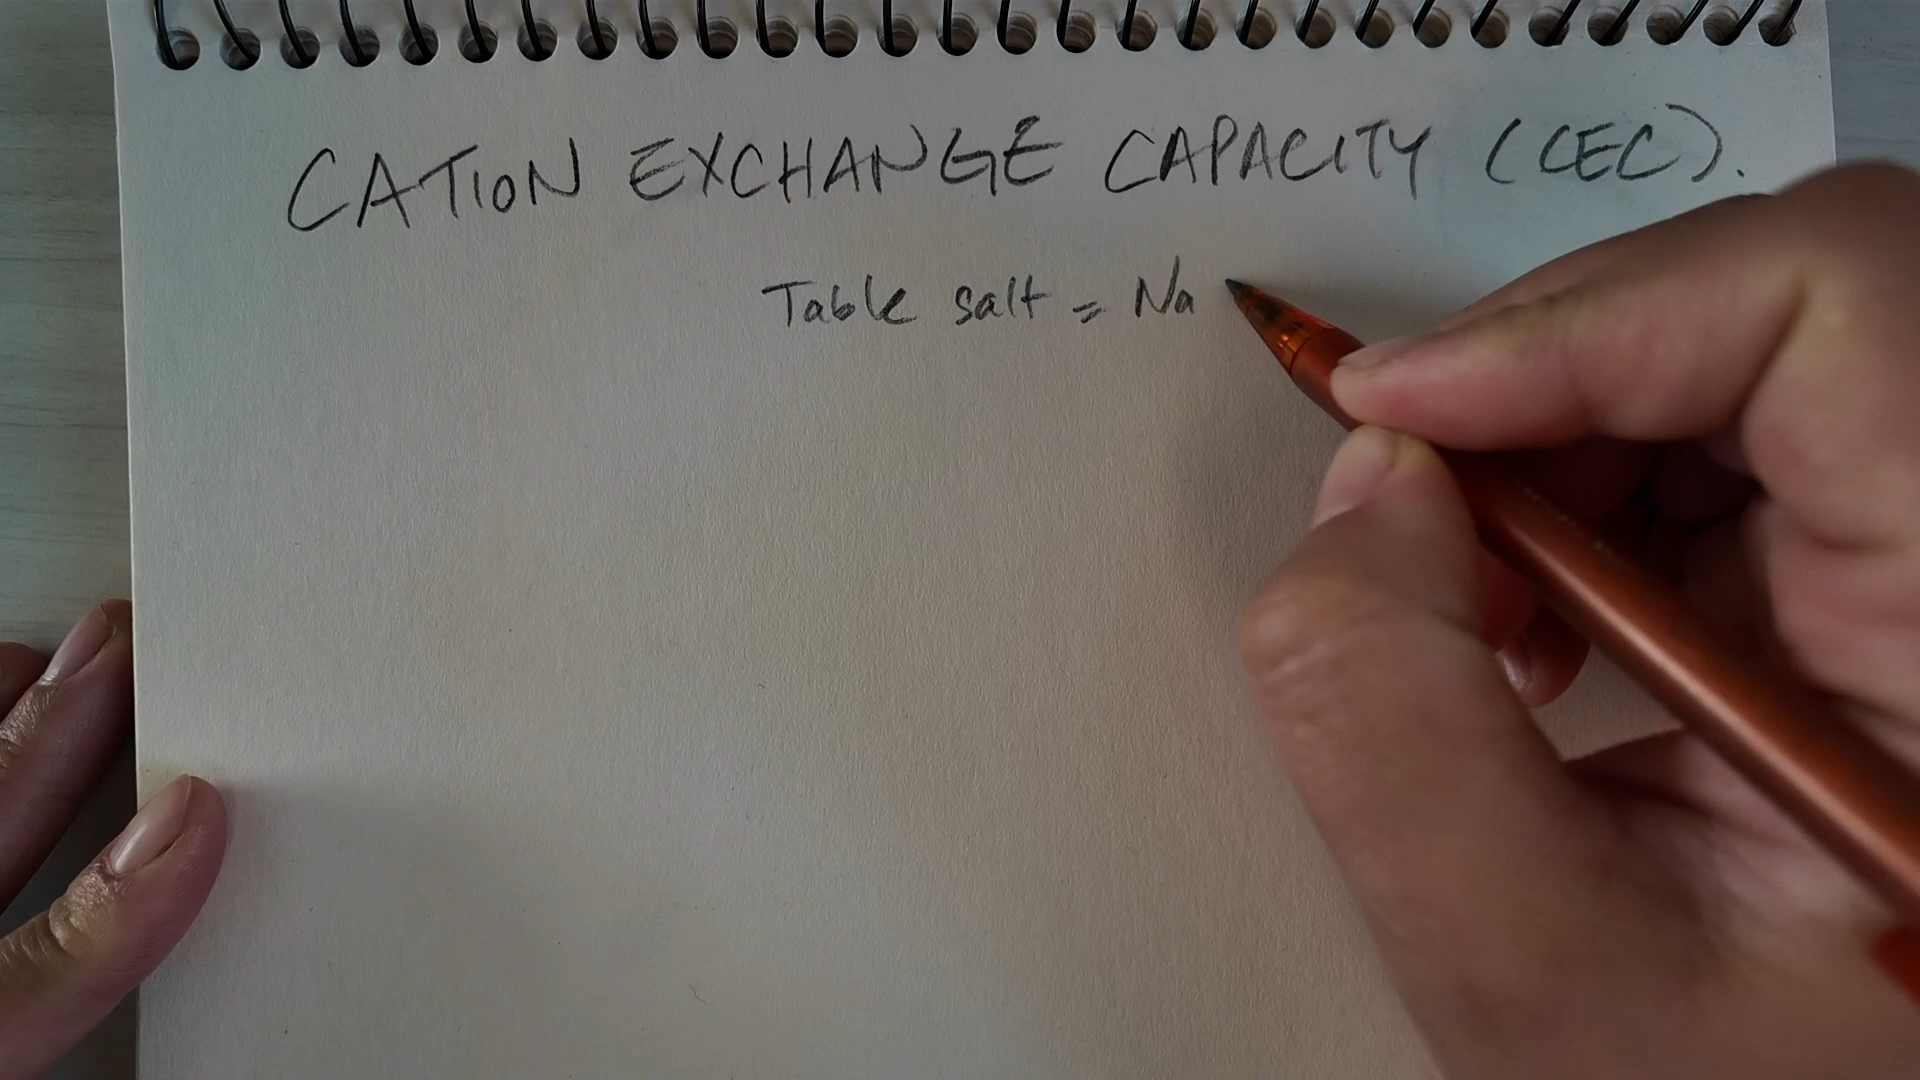 CATION EXCHANGE CAPACITY (CEC).
Table salt = Na